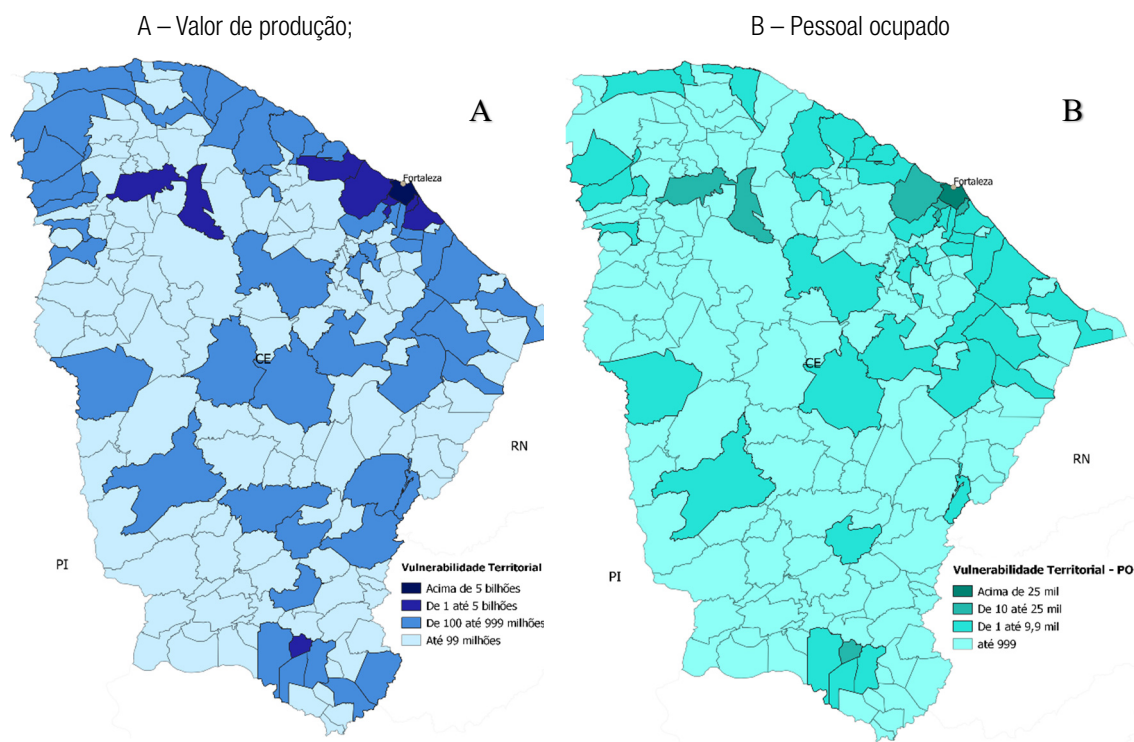 A – Valor de produção;
B – Pessoal ocupado
A
Fortaleza
CE
RN
PI
Vulnerabilidade Territorial
Acima de 5 bilhões
De 1 até 5 bilhões
De 100 até 999 milhões
Até 99 milhões
B
Fortaleza
CE
RN
PI
Vulnerabilidade Territorial - PO
Acima de 25 mil
De 10 até 25 mil
De 1 até 9,9 mil
até 999